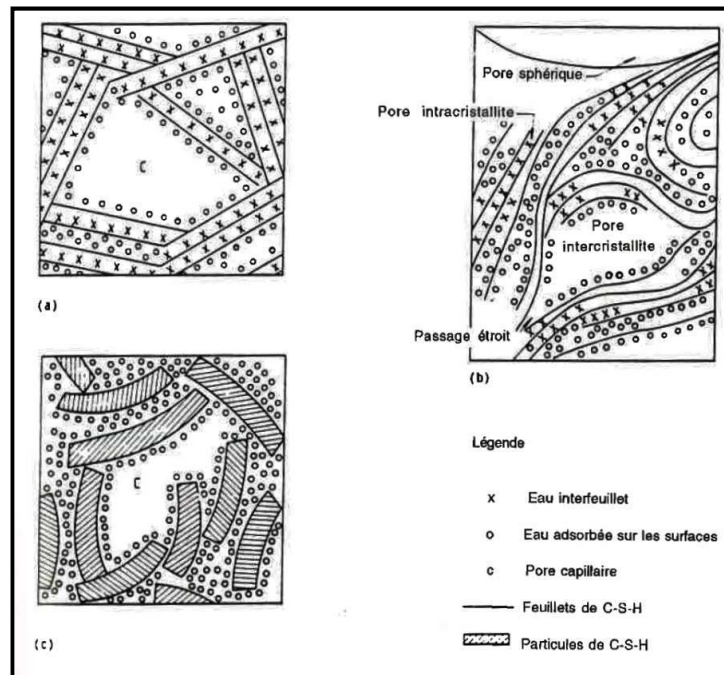 (a)
C
Pore sphérique
Pore intracristallite
Pore
intercristallite
Passage étroit
(b)
C
(c)
Légende
x Eau interfeuillet
o Eau adsorbée sur les surfaces
c Pore capillaire
Feuillets de C-S-H
Particules de C-S-H